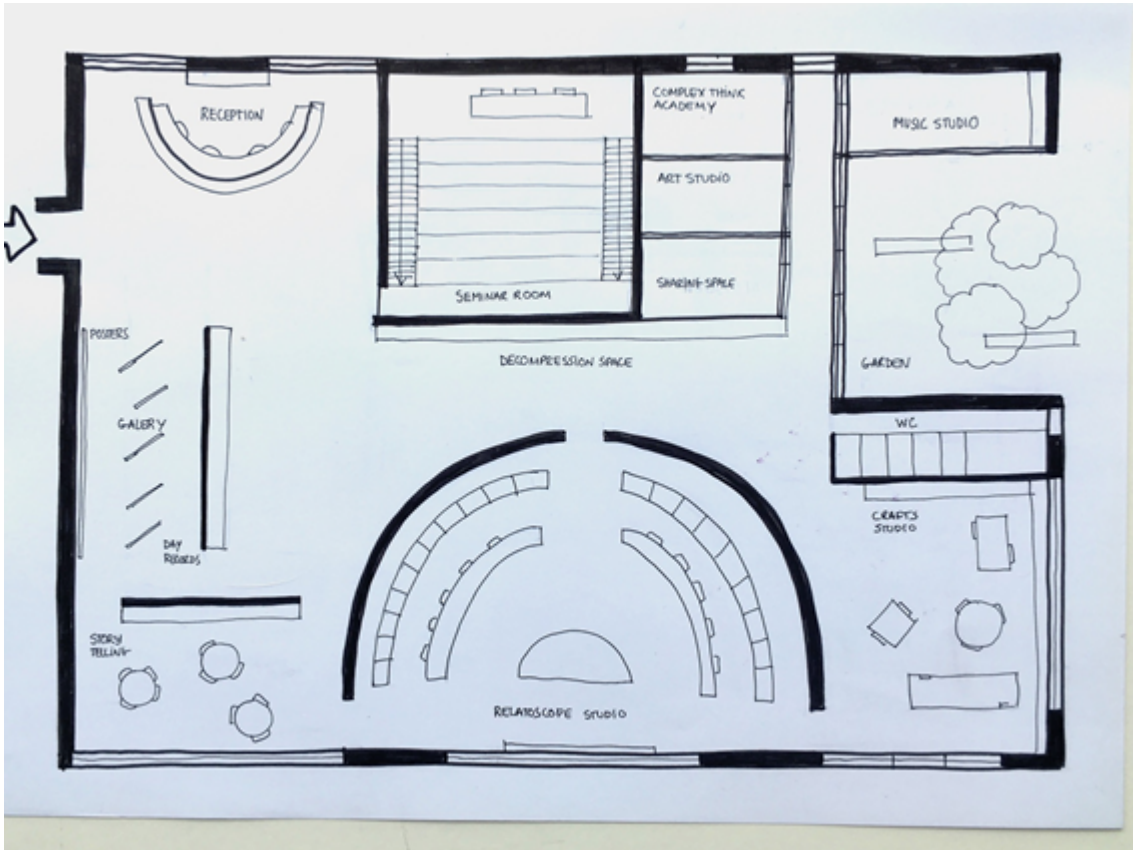 RECEPTION
COMPLEX THINK
ACADEMY
MUSIC STUDIO
ART STUDIO
SHARING SPACE
SEMINAR ROOM
POSTERS
DECOMPRESSION SPACE
GARDEN
GALERY
WC
CRAFTS
STUDIO
DAY
RECORDS
STORY
TELLING
RELATOSCOPE STUDIO